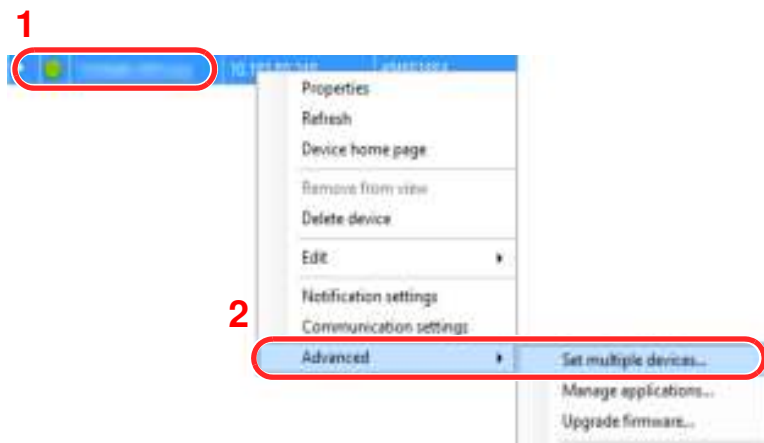 1
Properties
Refresh
Device home page
Remove from view
Delete device
Edit
Notification settings
2
Communication settings
Advanced
Set multiple devices...
Manage applications...
Upgrade firmware...